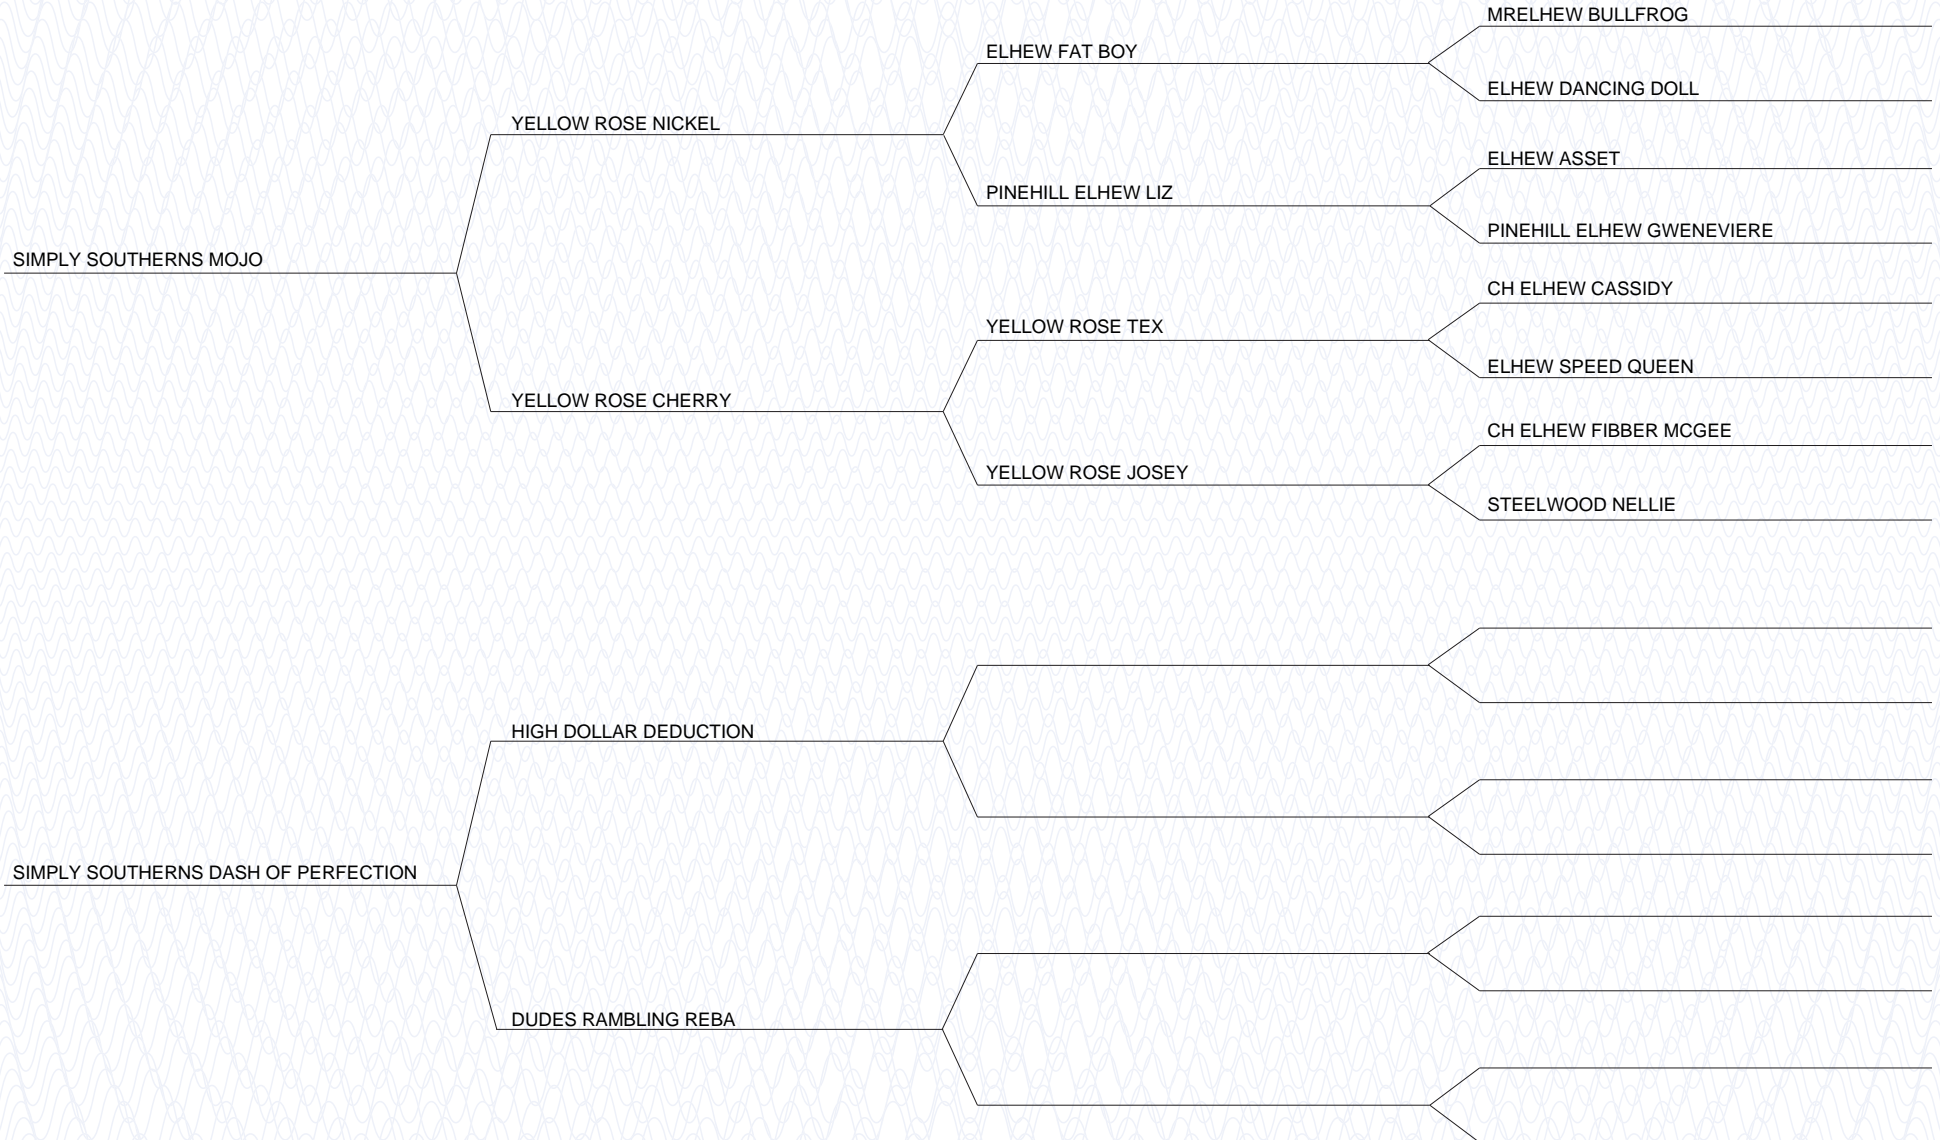 MRELHEW BULLFROG
ELHEW FAT BOY
ELHEW DANCING DOLL
YELLOW ROSE NICKEL
ELHEW ASSET
PINEHILL ELHEW LIZ
PINEHILL ELHEW GWENEVIERE
SIMPLY SOUTHERNS MOJO
CH ELHEW CASSIDY
YELLOW ROSE TEX
ELHEW SPEED QUEEN
YELLOW ROSE CHERRY
CH ELHEW FIBBER MCGEE
YELLOW ROSE JOSEY
STEELWOOD NELLIE
HIGH DOLLAR DEDUCTION
SIMPLY SOUTHERNS DASH OF PERFECTION
DUDES RAMBLING REBA